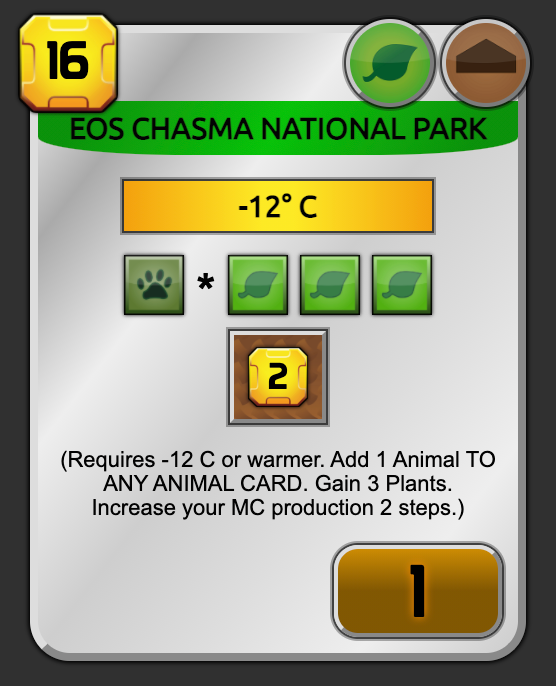 16
EOS CHASMA NATIONAL PARK
-12° C
*
2
(Requires -12 C or warmer. Add 1 Animal TO
ANY ANIMAL CARD. Gain 3 Plants.
Increase your MC production 2 steps.)
1